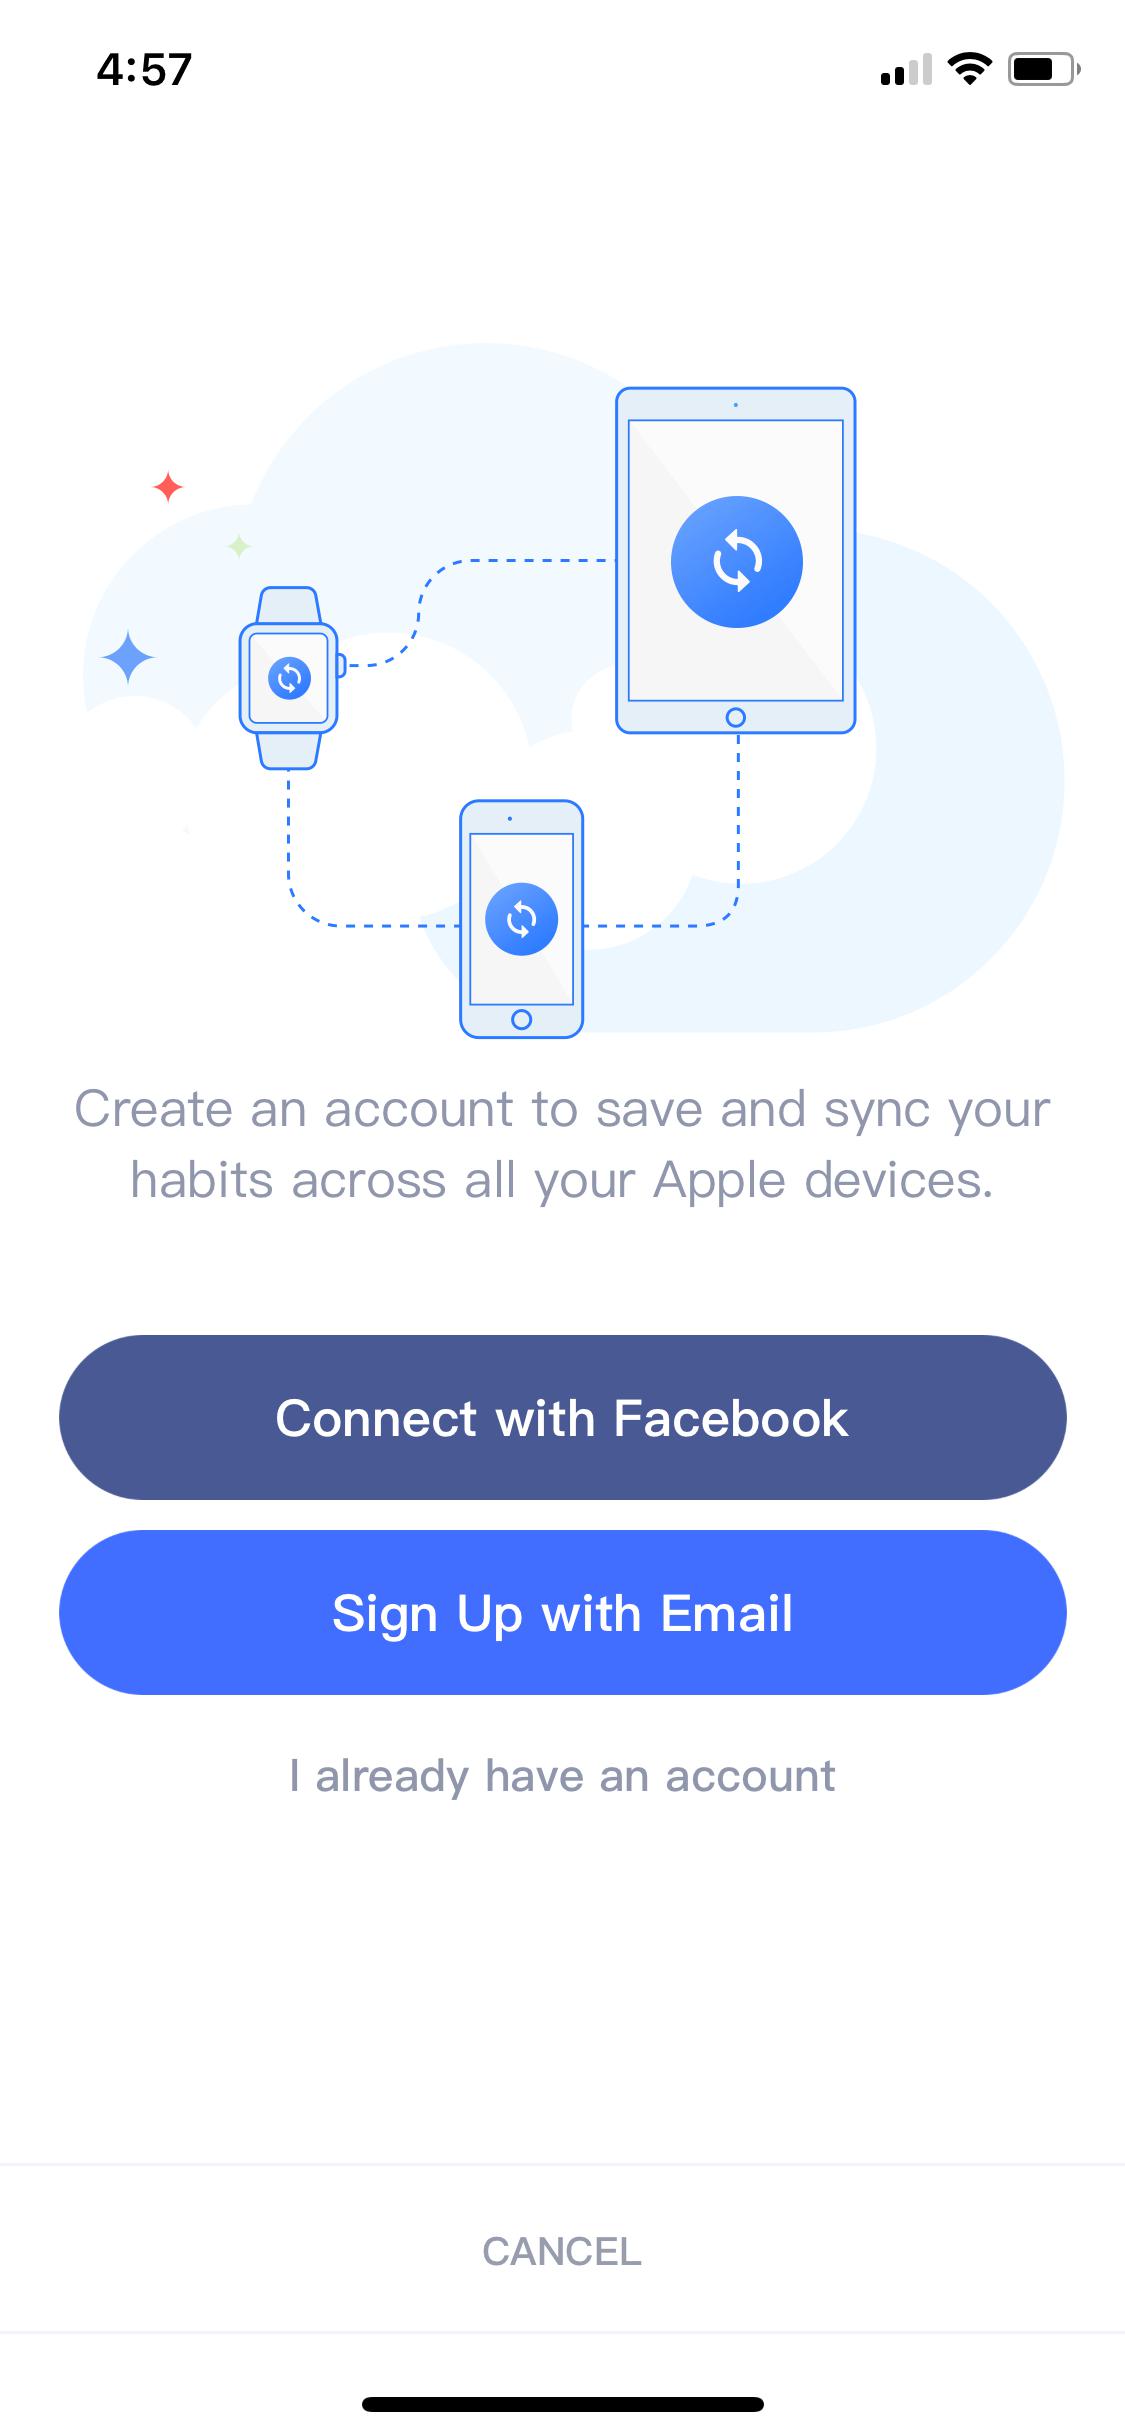 4:57
Create an account to save and sync your
habits across all your Apple devices.
Connect with Facebook
Sign Up with Email
I already have an account
CANCEL